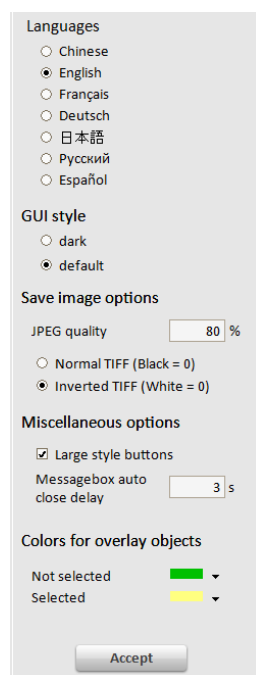 Languages
Chinese
English
Français
Deutsch
日本語
Русский
Español
GUI style
dark
default
Save image options
JPEG quality 80 %
Normal TIFF (Black = 0)
Inverted TIFF (White = 0)
Miscellaneous options
Large style buttons
Messagebox auto
close delay 3 s
Colors for overlay objects
Not selected
Selected
Accept